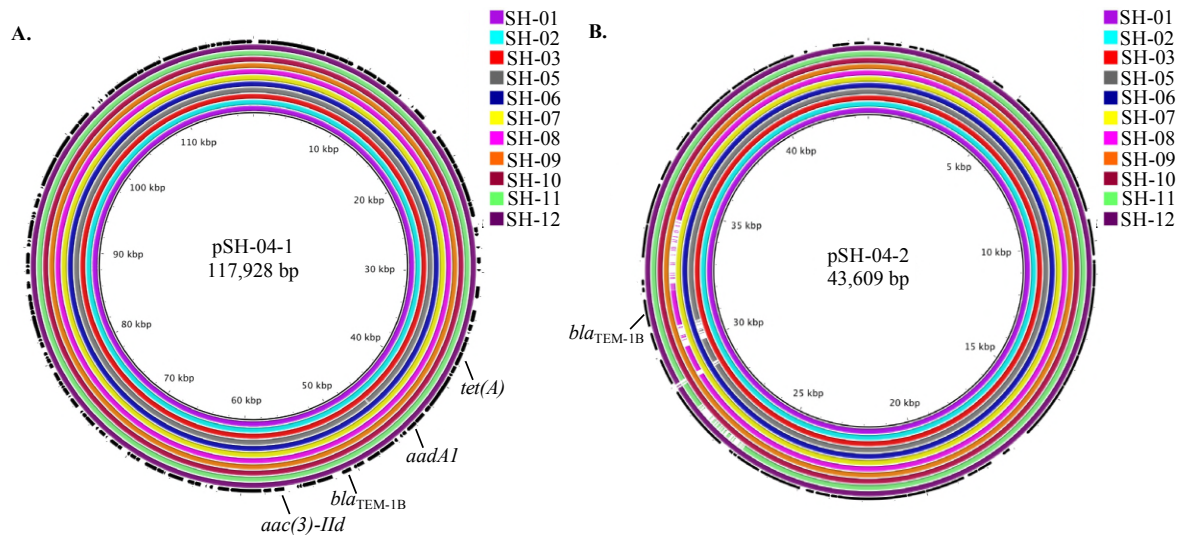 A.
SH-01
SH-02
SH-03
SH-05
SH-06
SH-07
SH-08
SH-09
SH-10
SH-11
SH-12
10 kbp
20 kbp
30 kbp
40 kbp
50 kbp
60 kbp
70 kbp
80 kbp
90 kbp
100 kbp
110 kbp
pSH-04-1
117,928 bp
tet(A)
aadA1
blaTEM-1B
aac(3)-IId
B.
SH-01
SH-02
SH-03
SH-05
SH-06
SH-07
SH-08
SH-09
SH-10
SH-11
SH-12
5 kbp
10 kbp
15 kbp
20 kbp
25 kbp
30 kbp
35 kbp
40 kbp
pSH-04-2
43,609 bp
blaTEM-1B